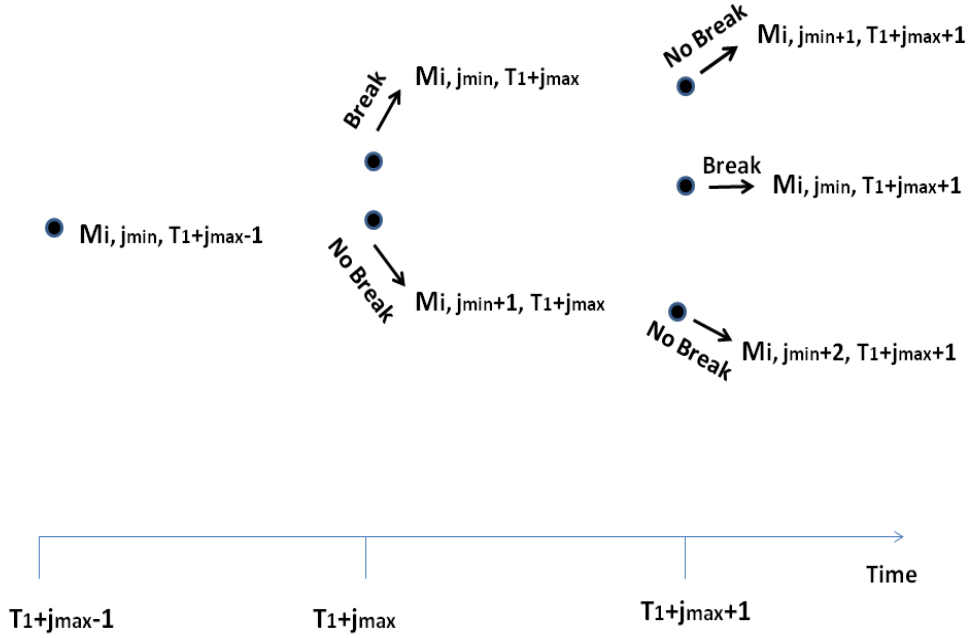 No Break
Mi, jmin+1, T1+jmax+1
Break
Mi, jmin, T1+jmax
Break
Mi, jmin, T1+jmax+1
Mi, jmin, T1+jmax-1
No Break
Mi, jmin+1, T1+jmax
No Break
Mi, jmin+2, T1+jmax+1
Time
T1+jmax-1
T1+jmax
T1+jmax+1